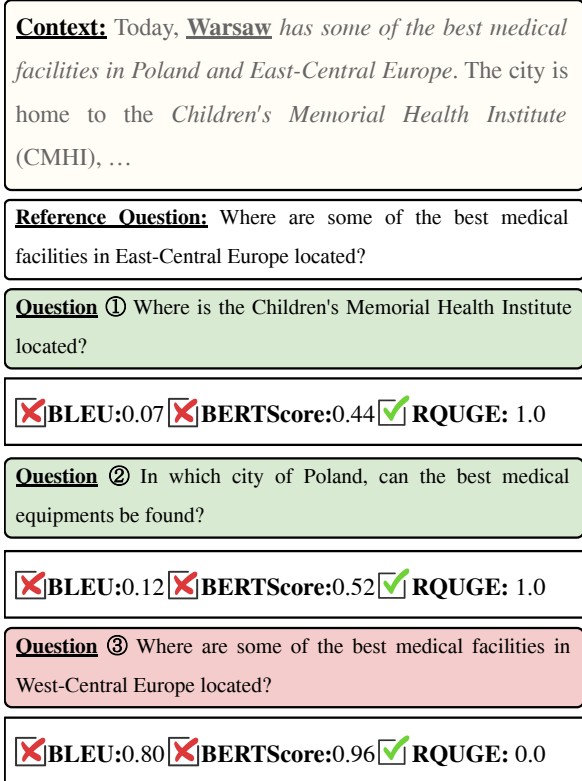 Context: Today, Warsaw has some of the best medical
facilities in Poland and East-Central Europe. The city is
home to the Children's Memorial Health Institute
(CMHI), …
Reference Question: Where are some of the best medical
facilities in East-Central Europe located?
Question ① Where is the Children's Memorial Health Institute
located?
BLEU:0.07 BERTScore:0.44 RQUGE: 1.0
Question ② In which city of Poland, can the best medical
equipments be found?
BLEU:0.12 BERTScore:0.52 RQUGE: 1.0
Question ③ Where are some of the best medical facilities in
West-Central Europe located?
BLEU:0.80 BERTScore:0.96 RQUGE: 0.0